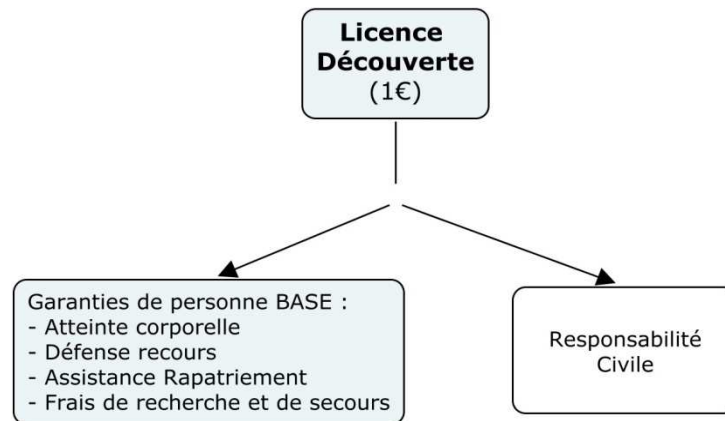 Licence
Découverte
(1€)
Garanties de personne BASE :
- Atteinte corporelle
- Défense recours
- Assistance Rapatriement
- Frais de recherche et de secours
Responsabilité
Civile